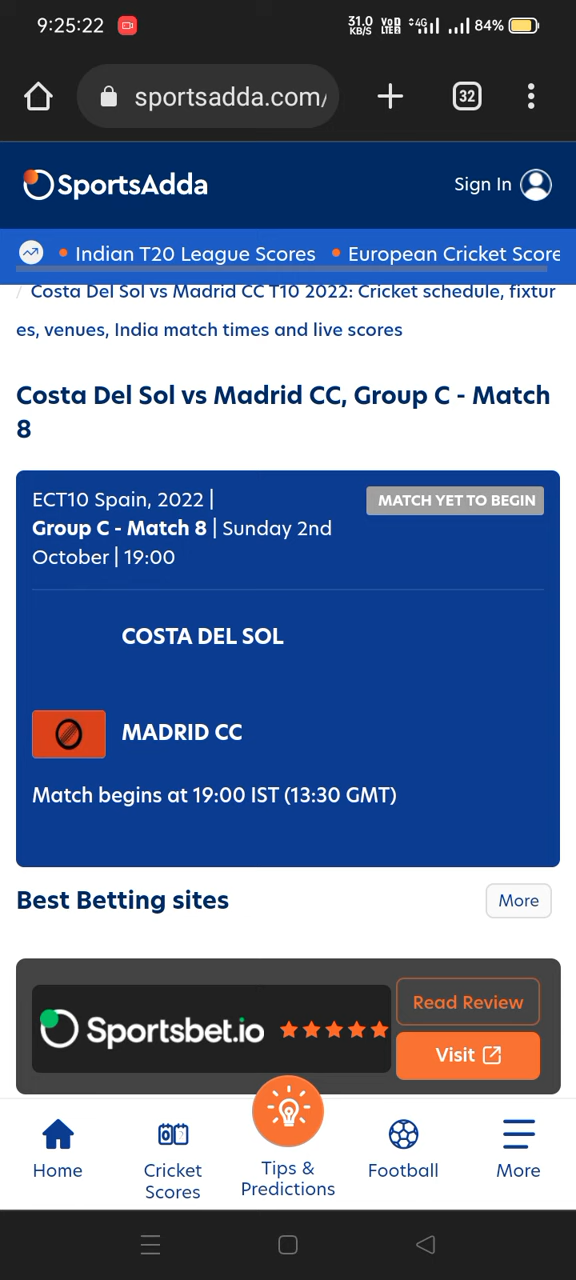 9:25:22
31.0 KB/S VoD LTE 4G 84%
sportsadda.com/
32
SportsAdda
Sign In
Indian T20 League Scores • European Cricket Score
/ Costa Del Sol vs Madrid CC T10 2022: Cricket schedule, fixtur
es, venues, India match times and live scores
Costa Del Sol vs Madrid CC, Group C - Match
8
ECT10 Spain, 2022 |
MATCH YET TO BEGIN
Group C - Match 8 | Sunday 2nd
October | 19:00
COSTA DEL SOL
MADRID CC
Match begins at 19:00 IST (13:30 GMT)
Best Betting sites
More
Sportsbet.io
Read Review
Visit
Home
Cricket
Scores
Tips &
Predictions
Football
More